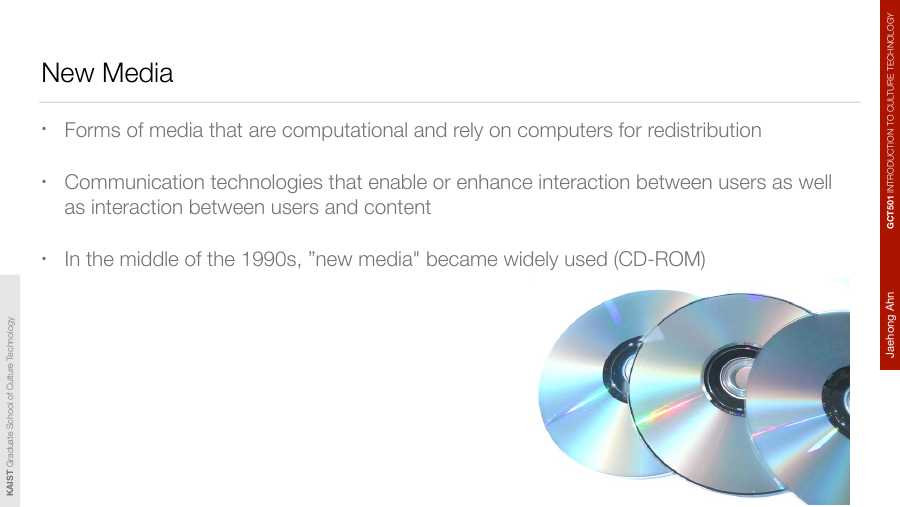 New Media
• Forms of media that are computational and rely on computers for redistribution
• Communication technologies that enable or enhance interaction between users as well
as interaction between users and content
• In the middle of the 1990s, ”new media" became widely used (CD-ROM)
GCT501 INTRODUCTION TO CULTURE TECHNOLOGY
Jaehong Ahn
KAIST Graduate School of Culture Technology